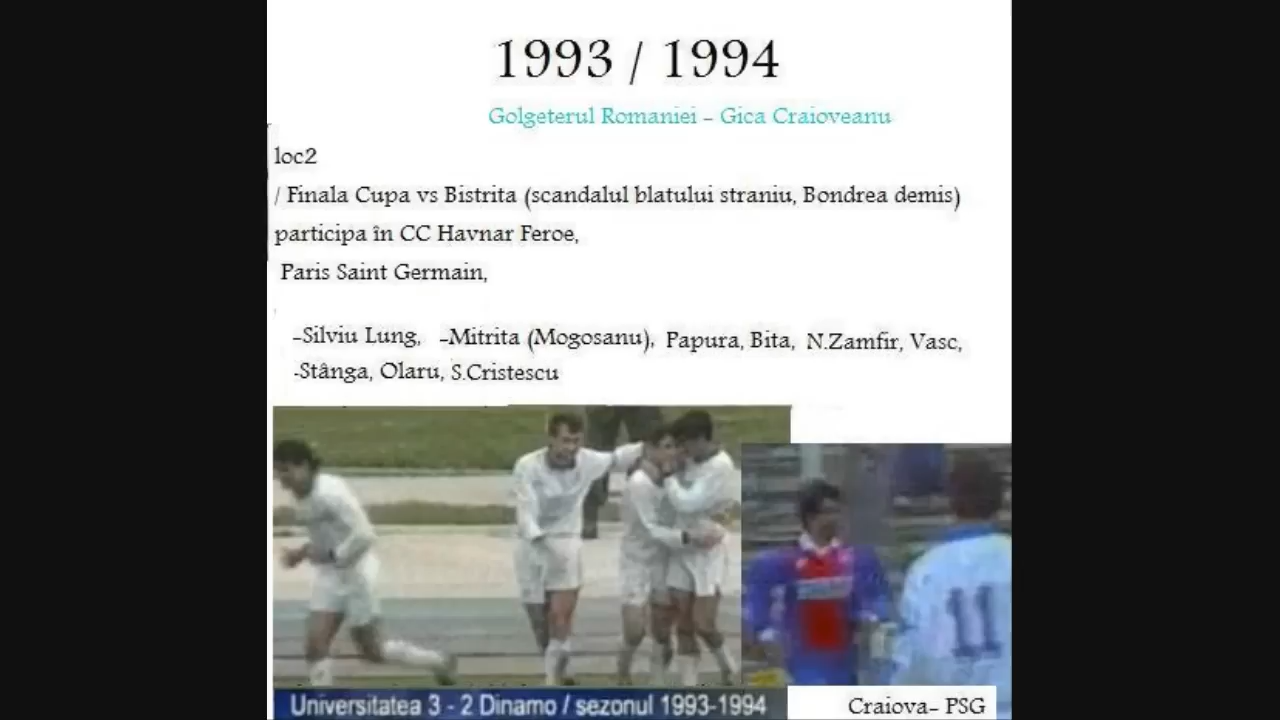 1993 / 1994
Golgeterul Romaniei – Gica Craioveanu
loc2
/ Finala Cupa vs Bistrita (scandalul blatului straniu, Bondrea demis)
participa în CC Havnar Feroe,
Paris Saint Germain,
-Silviu Lung, -Mitrita (Mogosanu), Papura, Bita, N.Zamfir, Vasc,
-Stânga, Olaru, S.Cristescu
11
Universitatea 3 - 2 Dinamo / sezonul 1993-1994
Craiova- PSG